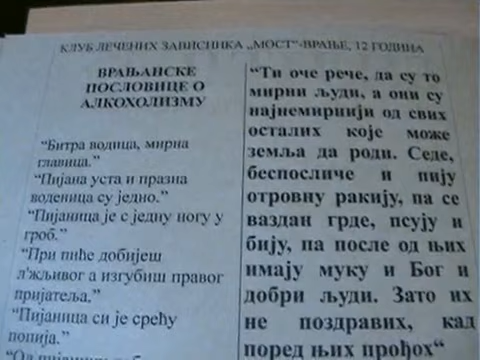 КЛУБ ЛЕЧЕНИХ ЗАВИСНИКА „МОСТ“-ВРАЊЕ, 12 ГОДИНА
ВРАЊАНСКЕ
ПОСЛОВИЦЕ О
АЛКОХОЛИЗМУ
“Битра водица, мирна
главица.”
“Пијана уста и празна
воденица су једно.”
“Пијаница је с једну ногу у
гроб.”
“При пиће добијеш
л'жљивог а изгубиш правог
пријатеља.”
“Пијаница си је срећу
попија.”
“Ти оче рече, да су то
мирни људи, а они су
најнемирнији од свих
осталих које може
земља да роди. Седе,
беспосличе и пију
отровну ракију, па се
ваздан грде, псују и
бију, па после од њих
имају муку и Бог и
добри људи. Зато их
не поздравих, кад
поред њих прођох“